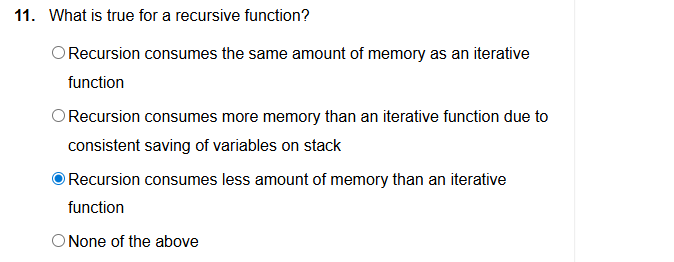 11. What is true for a recursive function?
Recursion consumes the same amount of memory as an iterative
function
Recursion consumes more memory than an iterative function due to
consistent saving of variables on stack
Recursion consumes less amount of memory than an iterative
function
None of the above